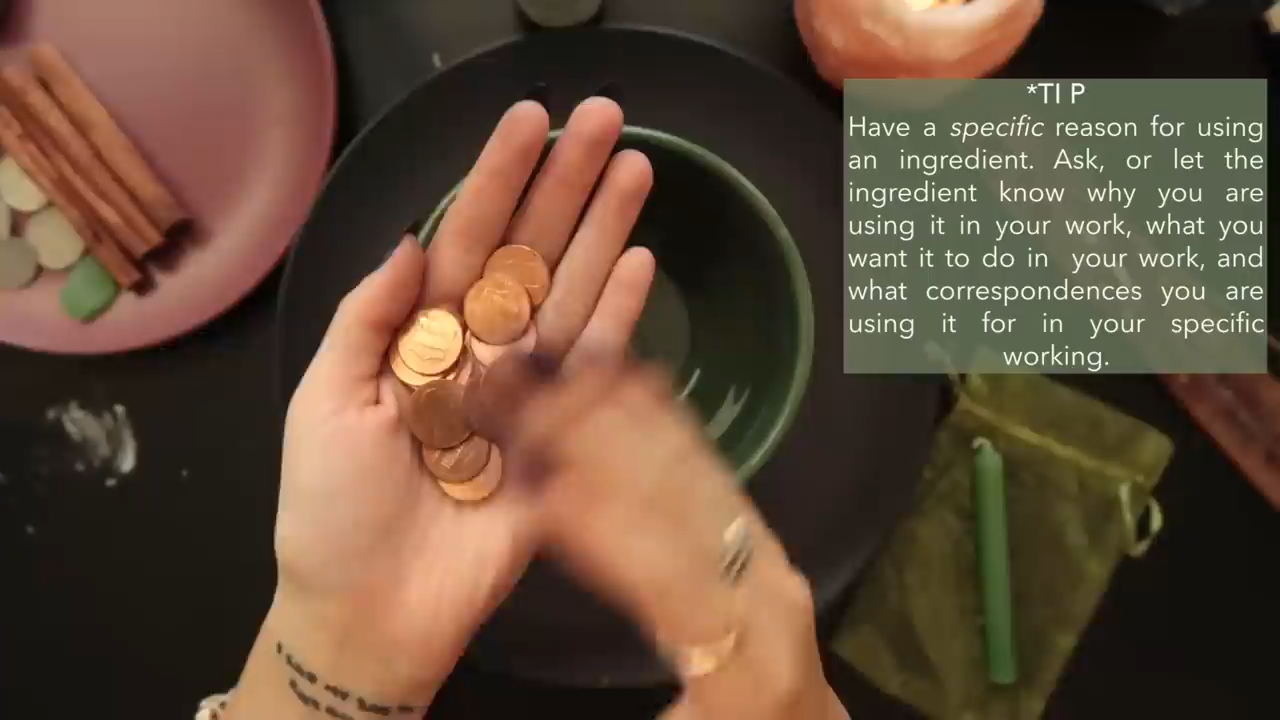 *TI P
Have a specific reason for using
an ingredient. Ask, or let the
ingredient know why you are
using it in your work, what you
want it to do in your work, and
what correspondences you are
using it for in your specific
working.